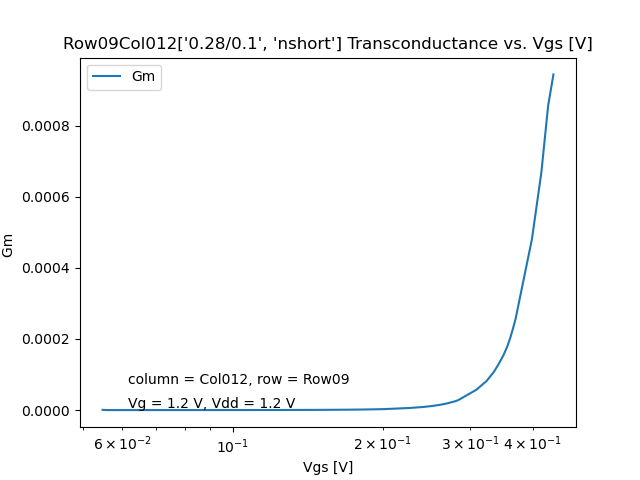 Row09Col012['0.28/0.1', 'nshort'] Transconductance vs. Vgs [V]
Gm
0.0008
0.0006
0.0004
0.0002
0.0000
Gm
column = Col012, row = Row09
Vg = 1.2 V, Vdd = 1.2 V
6 × 10⁻² 10⁻¹ 2 × 10⁻¹ 3 × 10⁻¹ 4 × 10⁻¹
Vgs [V]